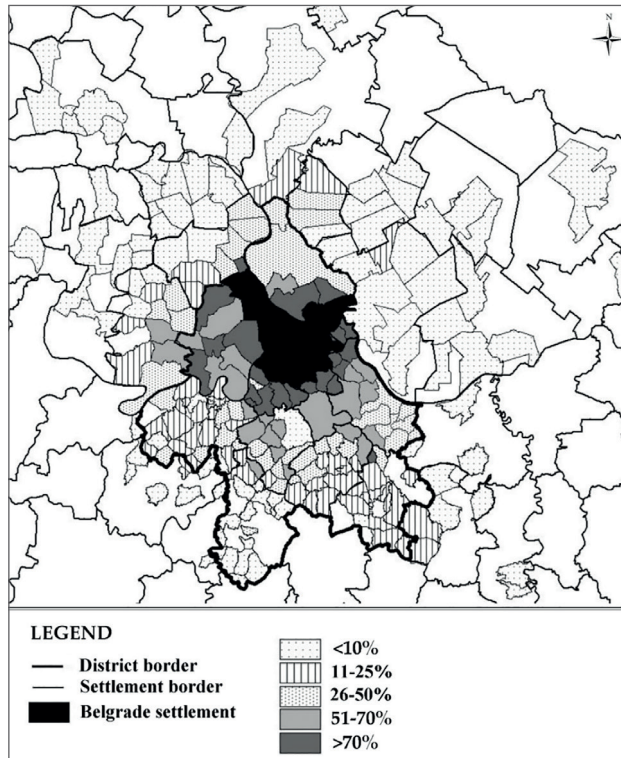 N
LEGEND
District border
Settlement border
Belgrade settlement
<10%
11-25%
26-50%
51-70%
>70%